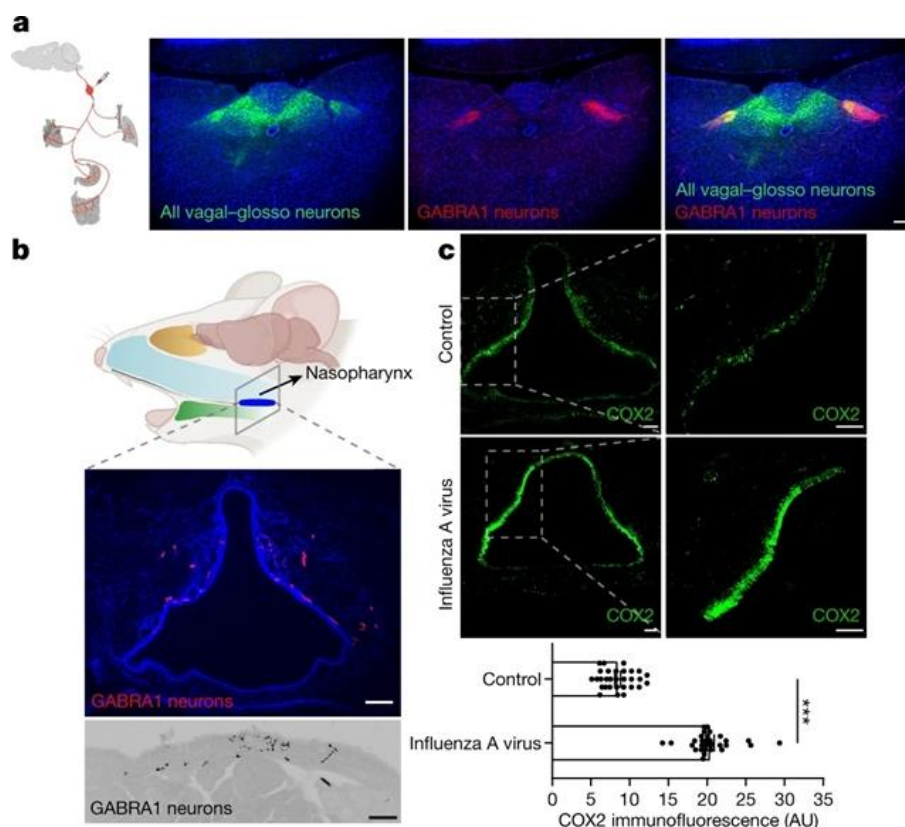 a
All vagal–glosso neurons
GABRA1 neurons
All vagal–glosso neurons
GABRA1 neurons
b
Nasopharynx
GABRA1 neurons
GABRA1 neurons
c
Control
COX2
COX2
Influenza A virus
COX2
COX2
Control
Influenza A virus
***
0 5 10 15 20 25 30 35
COX2 immunofluorescence (AU)